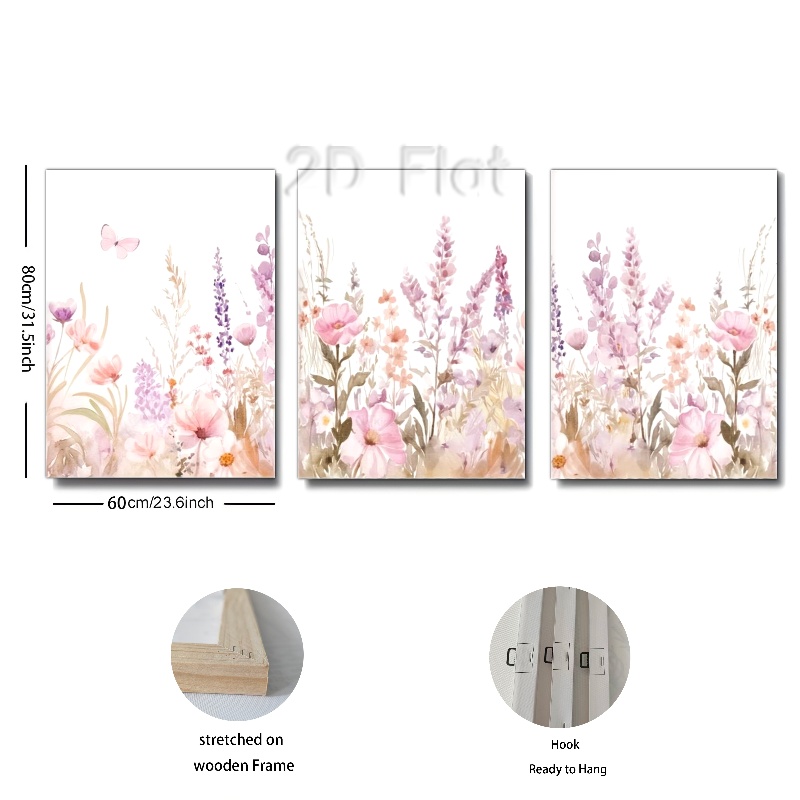 2D Flat
80cm/31.5inch
60cm/23.6inch
stretched on
wooden Frame
Hook
Ready to Hang